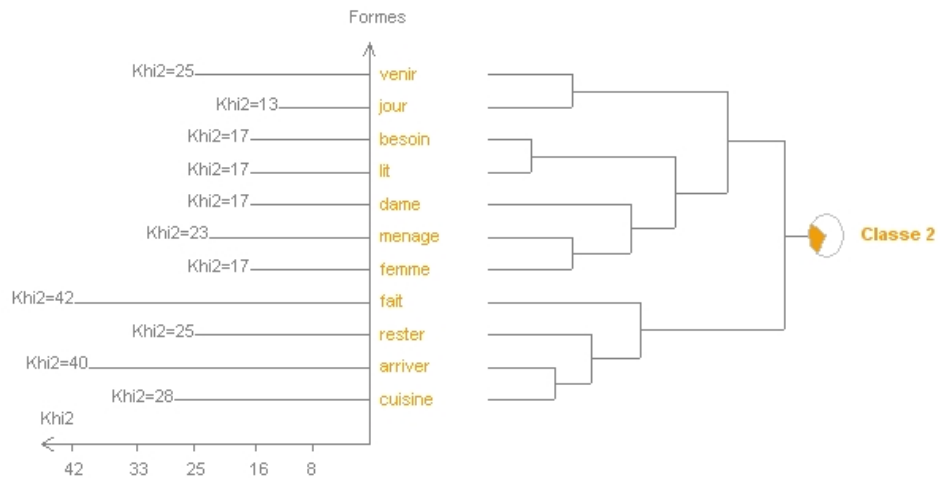 Formes
Khi2=25 venir
Khi2=13 jour
Khi2=17 besoin
Khi2=17 lit
Khi2=17 dame
Khi2=23 menage
Khi2=17 femme
Khi2=42 fait
Khi2=25 rester
Khi2=40 arriver
Khi2=28 cuisine
Classe 2
Khi2
42 33 25 16 8